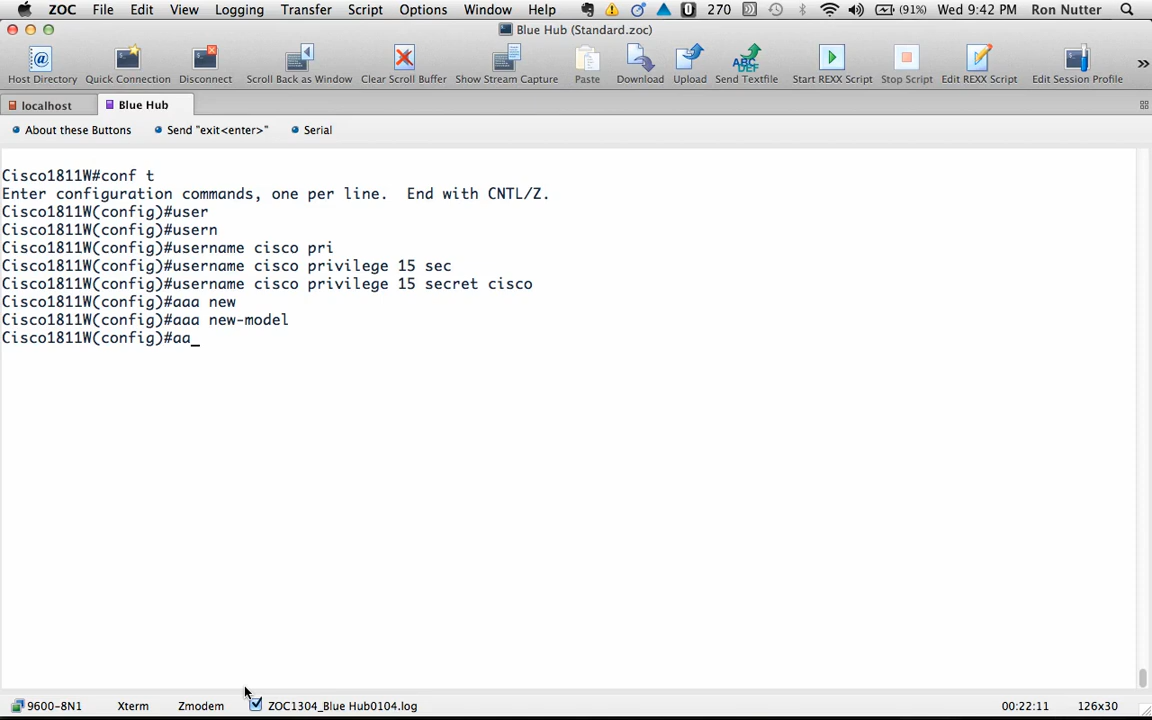 ZOC File Edit View Logging Transfer Script Options Window Help 270 (91%) Wed 9:42 PM Ron Nutter
Blue Hub (Standard.zoc)
Host Directory Quick Connection Disconnect Scroll Back as Window Clear Scroll Buffer Show Stream Capture Paste Download Upload Send Textfile Start REXX Script Stop Script Edit REXX Script Edit Session Profile
localhost Blue Hub
About these Buttons Send "exit<enter>" Serial
Cisco1811W#conf t
Enter configuration commands, one per line.  End with CNTL/Z.
Cisco1811W(config)#user
Cisco1811W(config)#usern
Cisco1811W(config)#username cisco pri
Cisco1811W(config)#username cisco privilege 15 sec
Cisco1811W(config)#username cisco privilege 15 secret cisco
Cisco1811W(config)#aaa new
Cisco1811W(config)#aaa new-model
Cisco1811W(config)#aa_
9600-8N1 Xterm Zmodem ZOC1304_Blue Hub0104.log 00:22:11 126x30